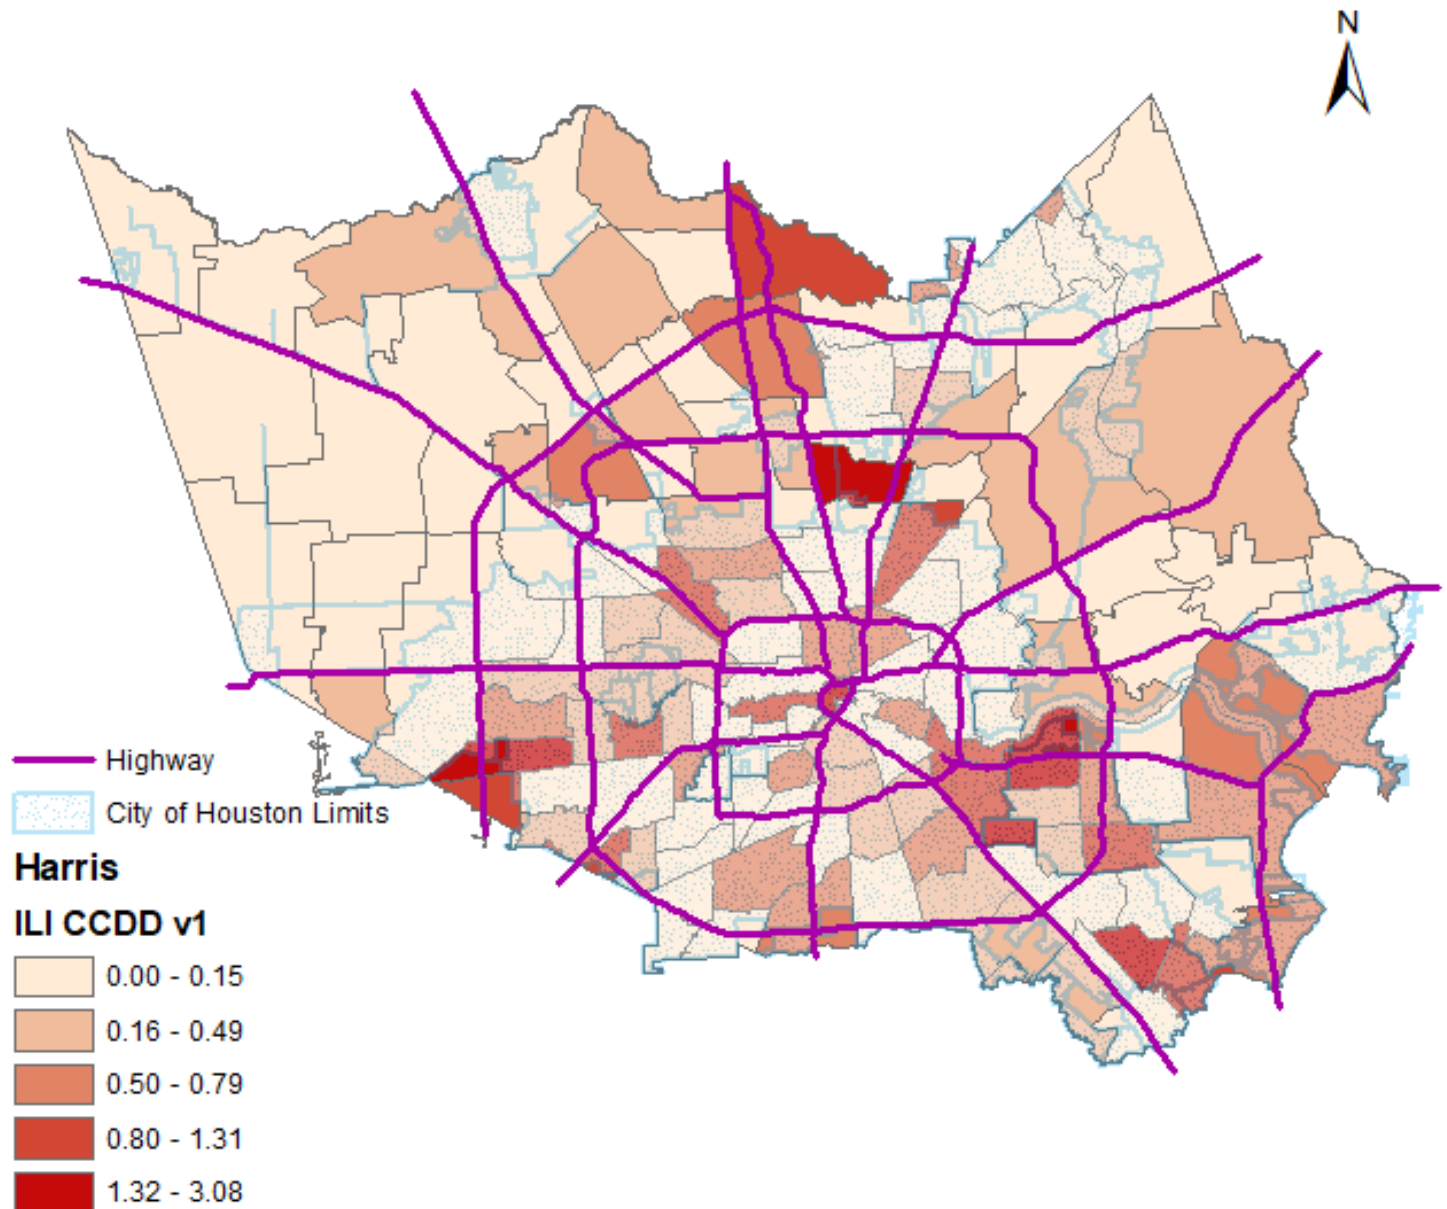 N
Highway
City of Houston Limits
Harris
ILI CCDD v1
0.00 - 0.15
0.16 - 0.49
0.50 - 0.79
0.80 - 1.31
1.32 - 3.08